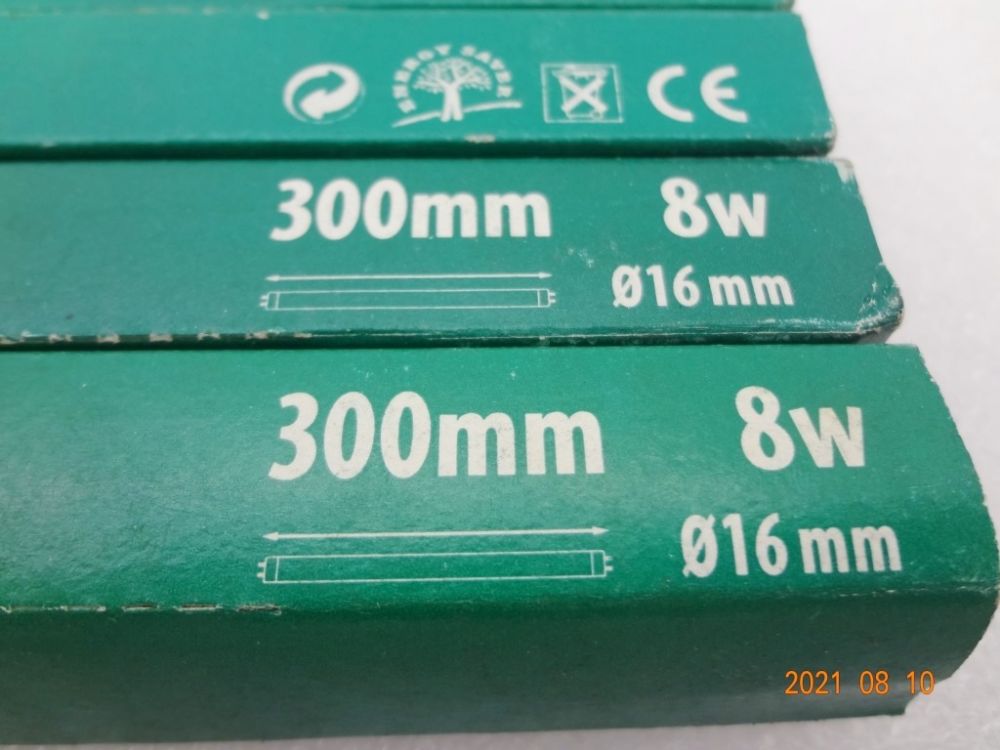 ENERGY SAVER
CE
300mm 8w
Ø16 mm
300mm 8w
Ø16 mm
2021 08 10